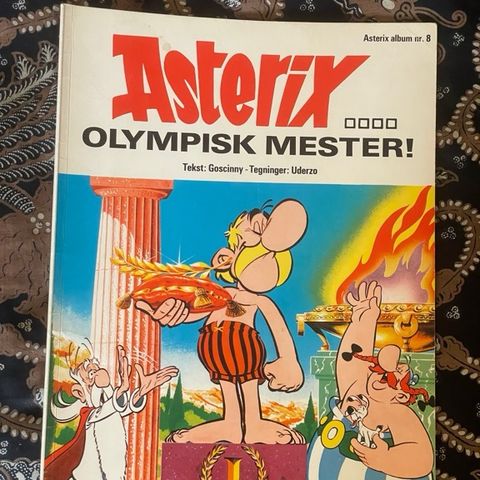 Asterix album nr. 8
Asterix ....
OLYMPISK MESTER!
Tekst: Goscinny - Tegninger: Uderzo
I